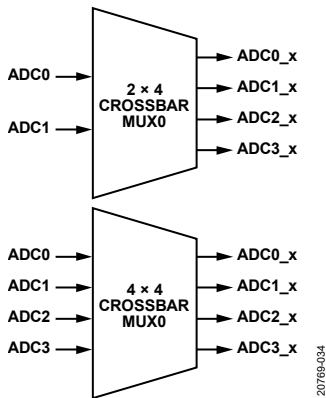 ADC0
ADC1
2 × 4
CROSSBAR
MUX0
ADC0_x
ADC1_x
ADC2_x
ADC3_x
ADC0
ADC1
ADC2
ADC3
4 × 4
CROSSBAR
MUX0
ADC0_x
ADC1_x
ADC2_x
ADC3_x
20769-034